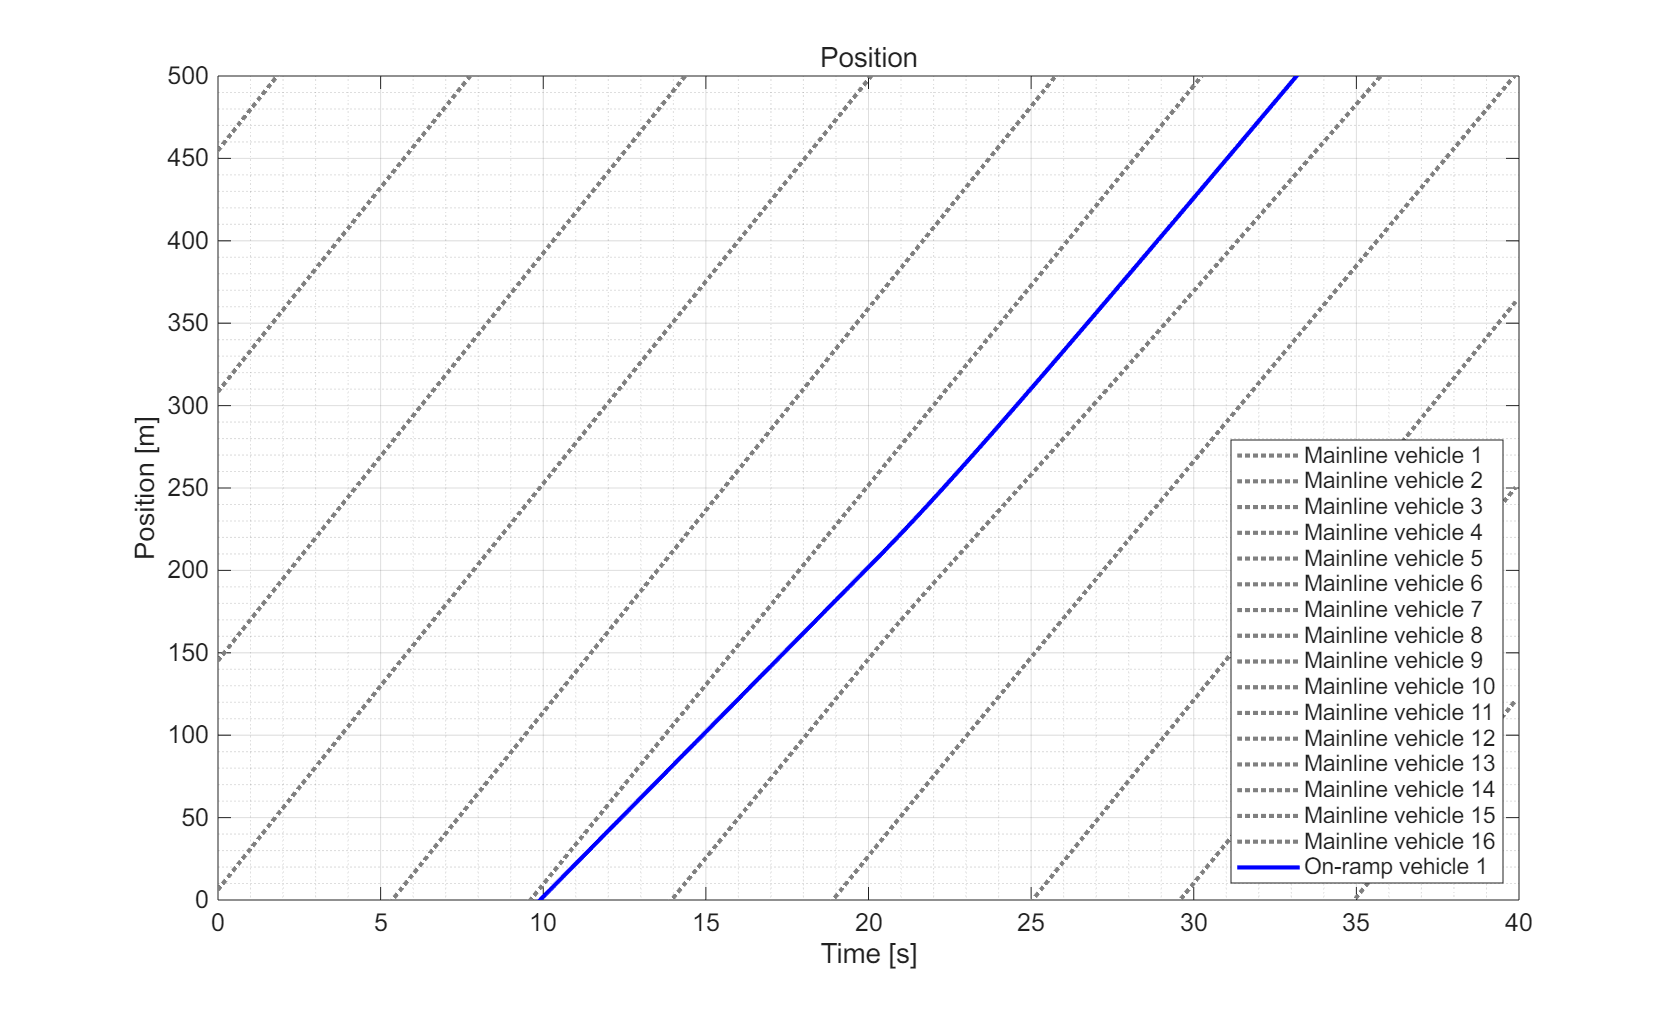 Position
500
450
400
350
300
250
200
150
100
50
0
Position [m]
0 5 10 15 20 25 30 35 40
Time [s]
Mainline vehicle 1
Mainline vehicle 2
Mainline vehicle 3
Mainline vehicle 4
Mainline vehicle 5
Mainline vehicle 6
Mainline vehicle 7
Mainline vehicle 8
Mainline vehicle 9
Mainline vehicle 10
Mainline vehicle 11
Mainline vehicle 12
Mainline vehicle 13
Mainline vehicle 14
Mainline vehicle 15
Mainline vehicle 16
On-ramp vehicle 1